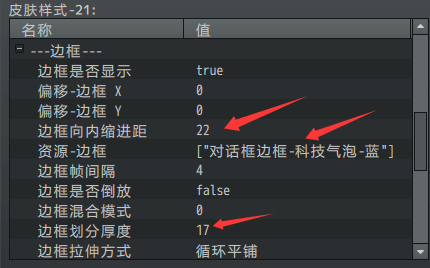 皮肤样式-21:
名称 值
---边框---
边框是否显示 true
偏移-边框 X 0
偏移-边框 Y 0
边框向内缩进距 22
资源-边框 ["对话框边框-科技气泡-蓝"]
边框帧间隔 4
边框是否倒放 false
边框混合模式 0
边框划分厚度 17
边框拉伸方式 循环平铺